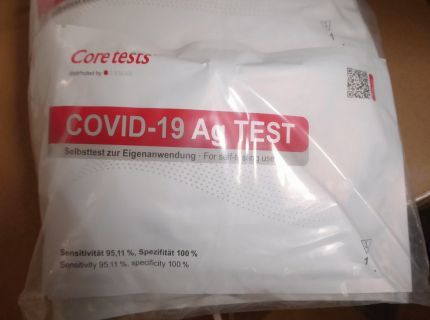 Core tests
distributed by
COVID-19 Ag TEST
Selbsttest zur Eigenanwendung · For self-testing use
Sensitivität 95,11 %, Spezifität 100 %
Sensitivity 95.11 %, specificity 100 %
1
1